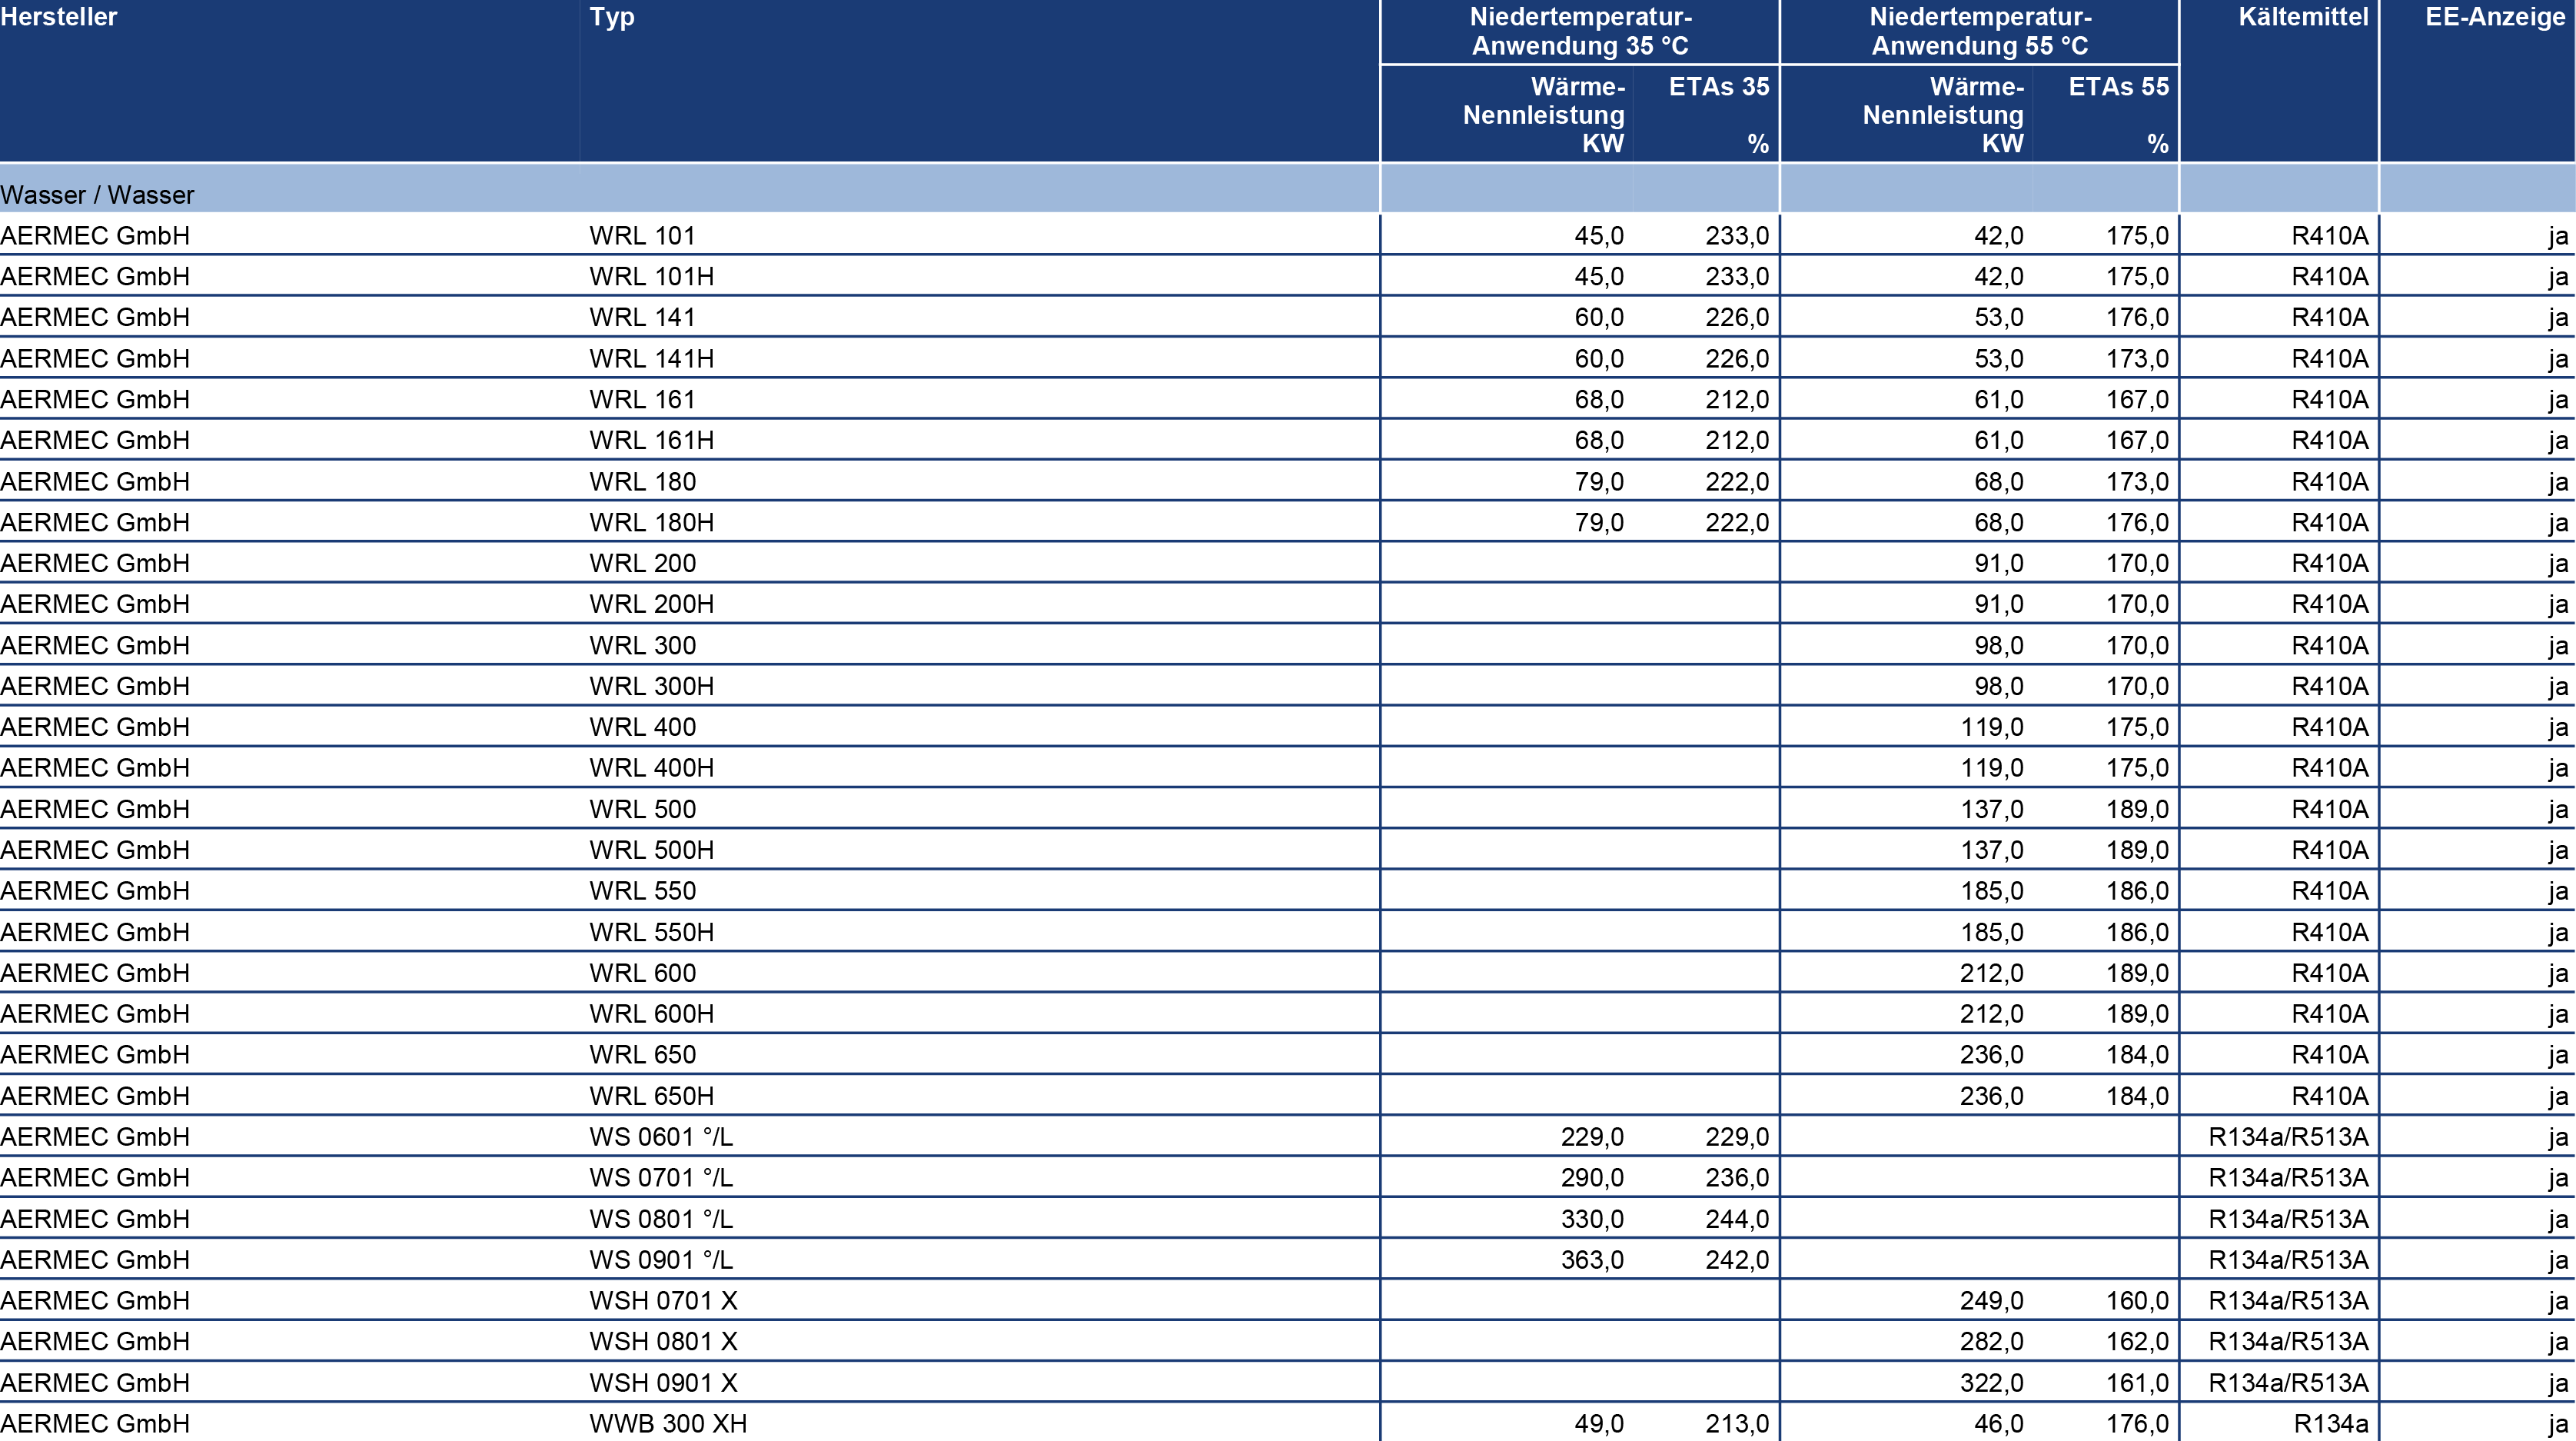 Hersteller Typ Niedertemperatur- Niedertemperatur- Kältemittel EE-Anzeige
Anwendung 35 °C Anwendung 55 °C
Wärme- ETAs 35 Wärme- ETAs 55
Nennleistung Nennleistung
KW % KW %
Wasser / Wasser
AERMEC GmbH WRL 101 45,0 233,0 42,0 175,0 R410A ja
AERMEC GmbH WRL 101H 45,0 233,0 42,0 175,0 R410A ja
AERMEC GmbH WRL 141 60,0 226,0 53,0 176,0 R410A ja
AERMEC GmbH WRL 141H 60,0 226,0 53,0 173,0 R410A ja
AERMEC GmbH WRL 161 68,0 212,0 61,0 167,0 R410A ja
AERMEC GmbH WRL 161H 68,0 212,0 61,0 167,0 R410A ja
AERMEC GmbH WRL 180 79,0 222,0 68,0 173,0 R410A ja
AERMEC GmbH WRL 180H 79,0 222,0 68,0 176,0 R410A ja
AERMEC GmbH WRL 200 91,0 170,0 R410A ja
AERMEC GmbH WRL 200H 91,0 170,0 R410A ja
AERMEC GmbH WRL 300 98,0 170,0 R410A ja
AERMEC GmbH WRL 300H 98,0 170,0 R410A ja
AERMEC GmbH WRL 400 119,0 175,0 R410A ja
AERMEC GmbH WRL 400H 119,0 175,0 R410A ja
AERMEC GmbH WRL 500 137,0 189,0 R410A ja
AERMEC GmbH WRL 500H 137,0 189,0 R410A ja
AERMEC GmbH WRL 550 185,0 186,0 R410A ja
AERMEC GmbH WRL 550H 185,0 186,0 R410A ja
AERMEC GmbH WRL 600 212,0 189,0 R410A ja
AERMEC GmbH WRL 600H 212,0 189,0 R410A ja
AERMEC GmbH WRL 650 236,0 184,0 R410A ja
AERMEC GmbH WRL 650H 236,0 184,0 R410A ja
AERMEC GmbH WS 0601 °/L 229,0 229,0 R134a/R513A ja
AERMEC GmbH WS 0701 °/L 290,0 236,0 R134a/R513A ja
AERMEC GmbH WS 0801 °/L 330,0 244,0 R134a/R513A ja
AERMEC GmbH WS 0901 °/L 363,0 242,0 R134a/R513A ja
AERMEC GmbH WSH 0701 X 249,0 160,0 R134a/R513A ja
AERMEC GmbH WSH 0801 X 282,0 162,0 R134a/R513A ja
AERMEC GmbH WSH 0901 X 322,0 161,0 R134a/R513A ja
AERMEC GmbH WWB 300 XH 49,0 213,0 46,0 176,0 R134a ja